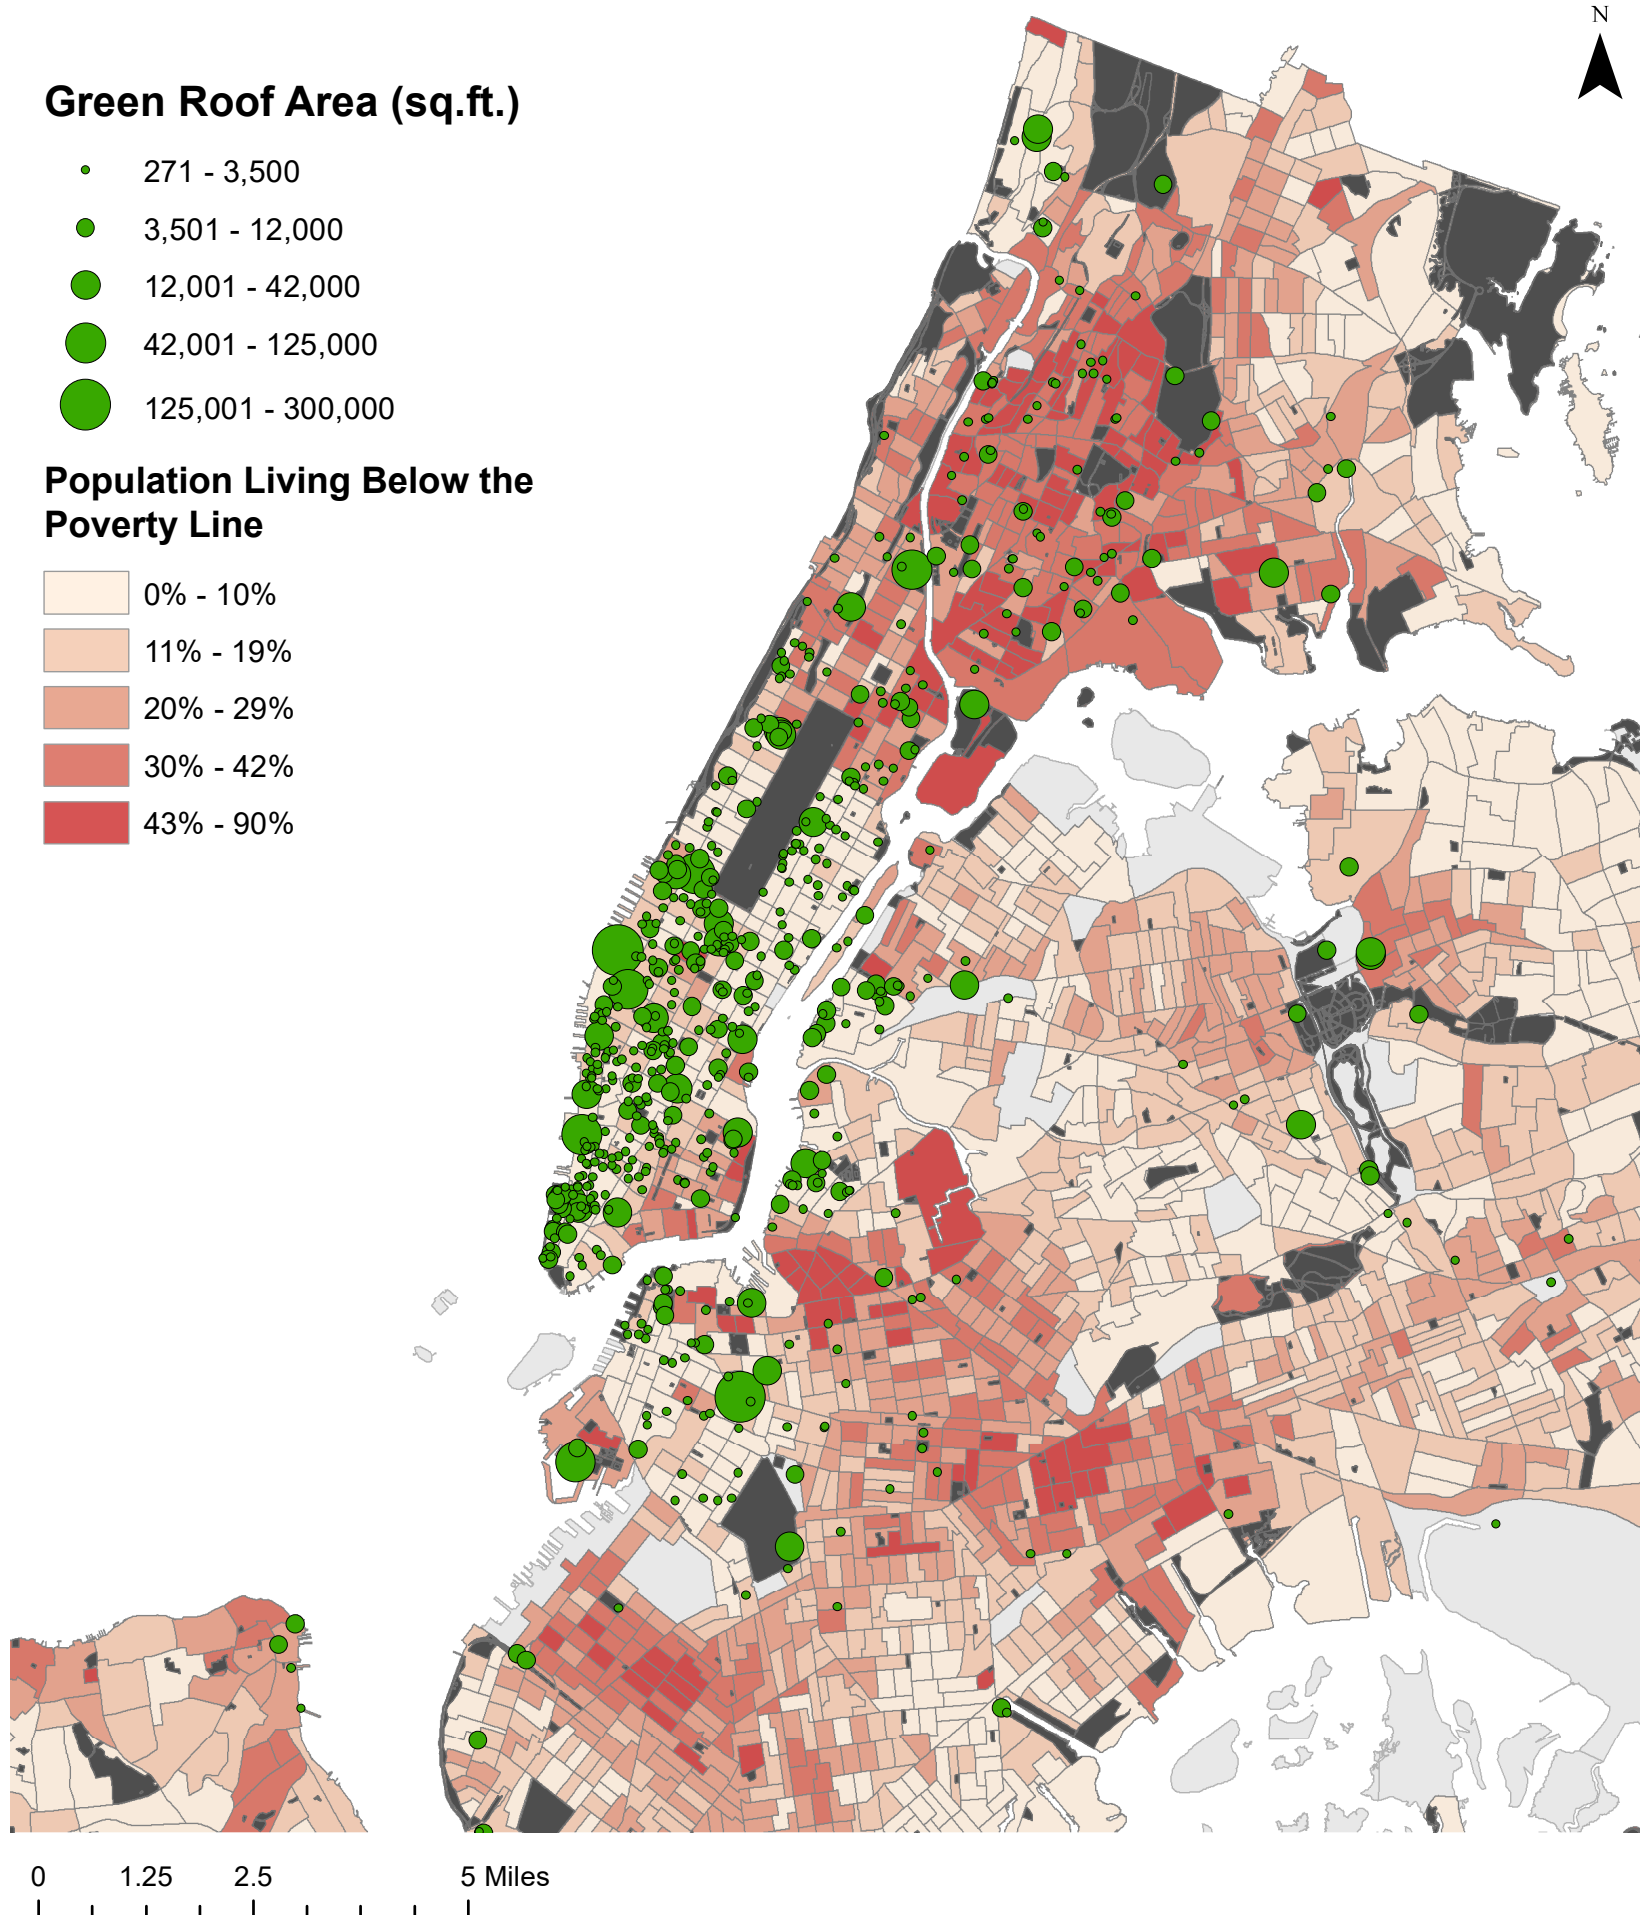 N
Green Roof Area (sq.ft.)
271 - 3,500
3,501 - 12,000
12,001 - 42,000
42,001 - 125,000
125,001 - 300,000
Population Living Below the
Poverty Line
0% - 10%
11% - 19%
20% - 29%
30% - 42%
43% - 90%
0 1.25 2.5 5 Miles